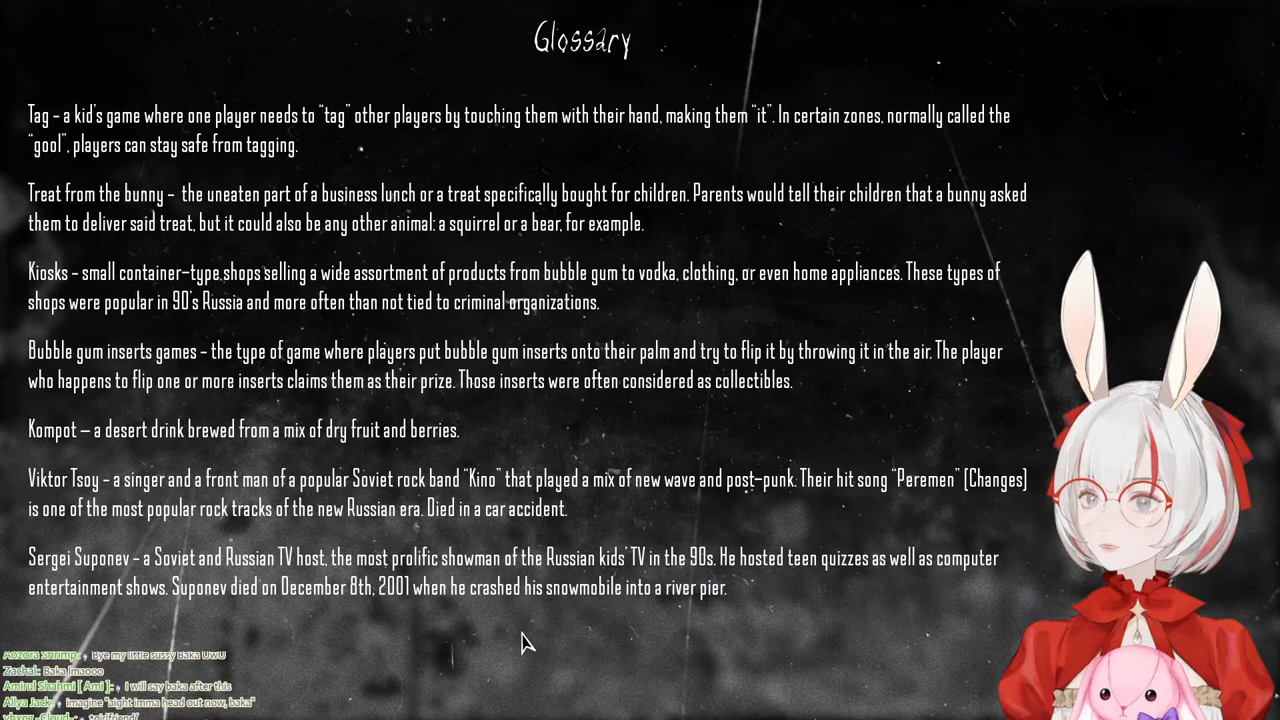 Glossary
Tag – a kid's game where one player needs to "tag" other players by touching them with their hand, making them "it". In certain zones, normally called the
"gool", players can stay safe from tagging.
Treat from the bunny – the uneaten part of a business lunch or a treat specifically bought for children. Parents would tell their children that a bunny asked
them to deliver said treat, but it could also be any other animal: a squirrel or a bear, for example.
Kiosks – small container-type shops selling a wide assortment of products from bubble gum to vodka, clothing, or even home appliances. These types of
shops were popular in 90's Russia and more often than not tied to criminal organizations.
Bubble gum inserts games – the type of game where players put bubble gum inserts onto their palm and try to flip it by throwing it in the air. The player
who happens to flip one or more inserts claims them as their prize. Those inserts were often considered as collectibles.
Kompot – a desert drink brewed from a mix of dry fruit and berries.
Viktor Tsoy – a singer and a front man of a popular Soviet rock band "Kino" that played a mix of new wave and post-punk. Their hit song "Peremen" (Changes)
is one of the most popular rock tracks of the new Russian era. Died in a car accident.
Sergei Suponev – a Soviet and Russian TV host, the most prolific showman of the Russian kids' TV in the 90s. He hosted teen quizzes as well as computer
entertainment shows. Suponev died on December 8th, 2001 when he crashed his snowmobile into a river pier.
Aozora Shrimp: Bye my little sussy Baka UwU
Zachal: Baka lmaooo
Amirul Shahmi [ Ami ]: I will say baka after this
Allya Jack: imagine "aight imma head out now, baka"